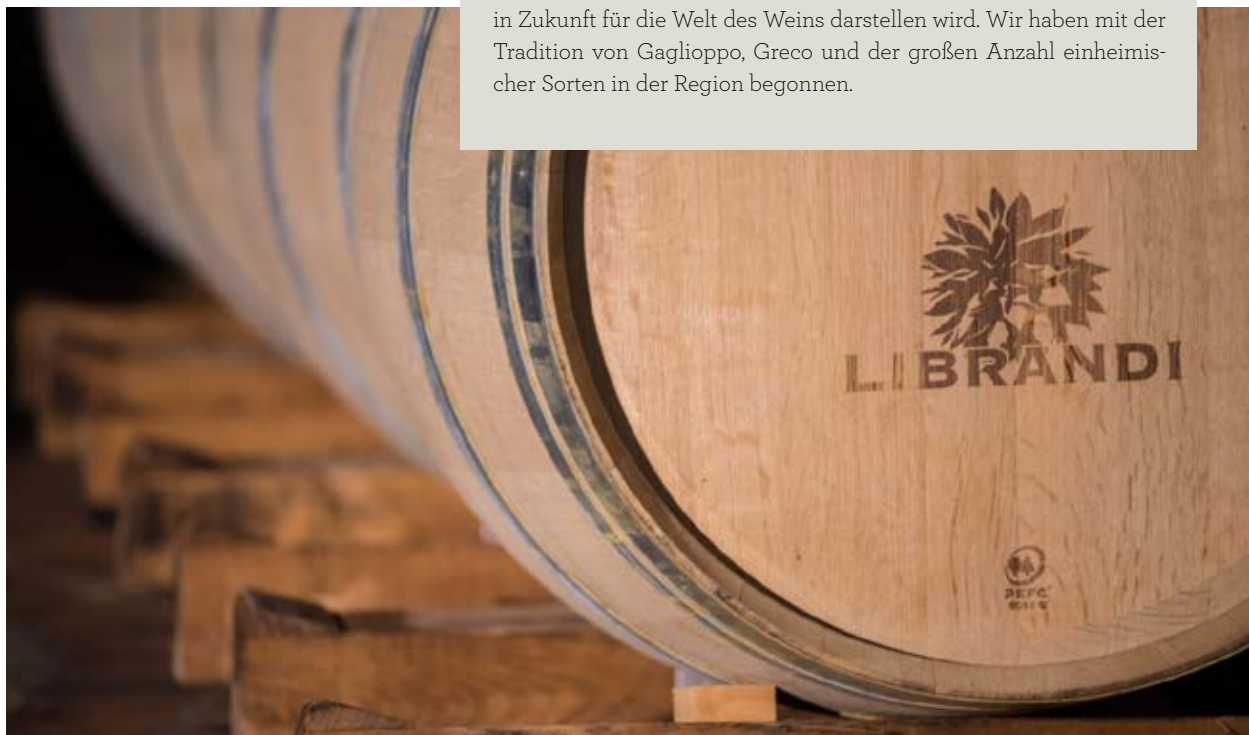 in Zukunft für die Welt des Weins darstellen wird. Wir haben mit der
Tradition von Gaglioppo, Greco und der großen Anzahl einheimis-
cher Sorten in der Region begonnen.
LIBRANDI
PEFC